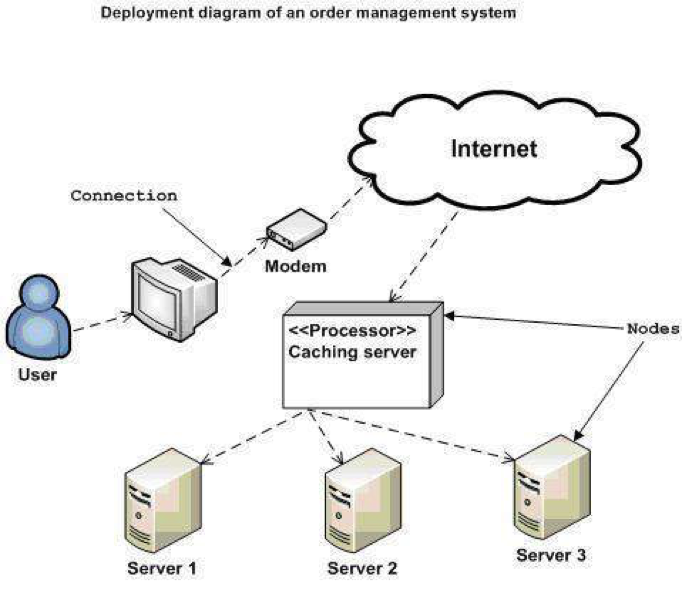 Deployment diagram of an order management system
Internet
Connection
Modem
<<Processor>>
Caching server
Nodes
User
Server 1
Server 2
Server 3